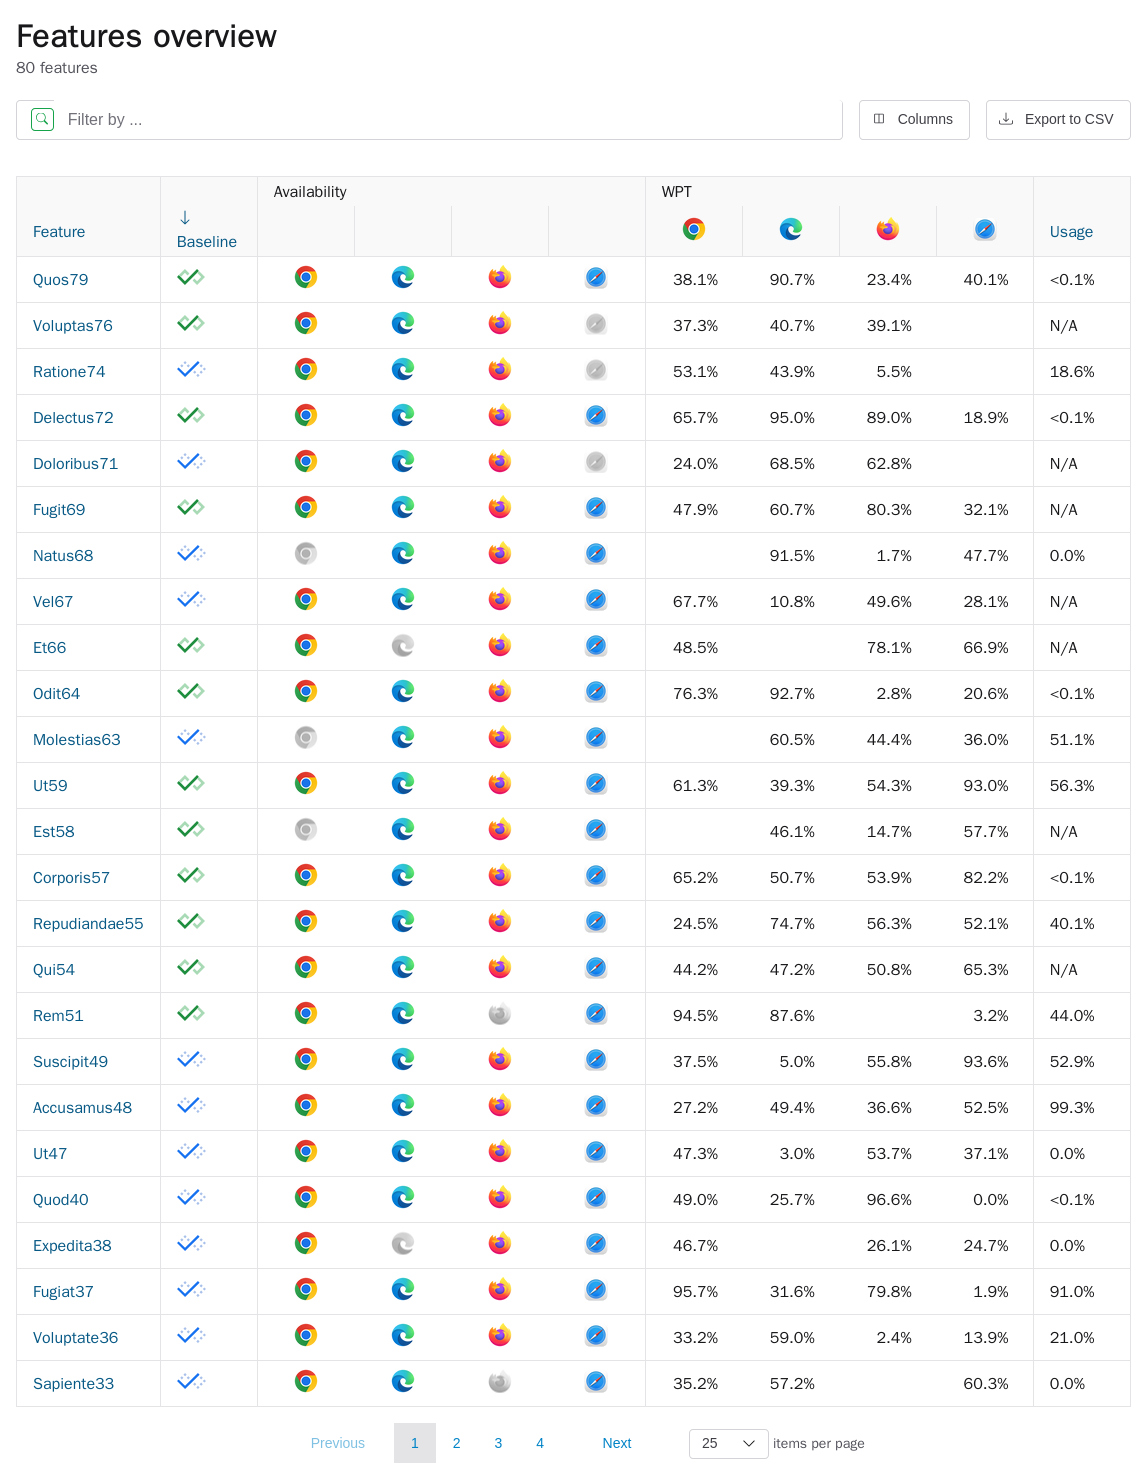 Features overview
80 features
Filter by ...
Columns
Export to CSV
Availability
WPT
Feature
Baseline
Usage
Quos79 38.1% 90.7% 23.4% 40.1% <0.1%
Voluptas76 37.3% 40.7% 39.1% N/A
Ratione74 53.1% 43.9% 5.5% 18.6%
Delectus72 65.7% 95.0% 89.0% 18.9% <0.1%
Doloribus71 24.0% 68.5% 62.8% N/A
Fugit69 47.9% 60.7% 80.3% 32.1% N/A
Natus68 91.5% 1.7% 47.7% 0.0%
Vel67 67.7% 10.8% 49.6% 28.1% N/A
Et66 48.5% 78.1% 66.9% N/A
Odit64 76.3% 92.7% 2.8% 20.6% <0.1%
Molestias63 60.5% 44.4% 36.0% 51.1%
Ut59 61.3% 39.3% 54.3% 93.0% 56.3%
Est58 46.1% 14.7% 57.7% N/A
Corporis57 65.2% 50.7% 53.9% 82.2% <0.1%
Repudiandae55 24.5% 74.7% 56.3% 52.1% 40.1%
Qui54 44.2% 47.2% 50.8% 65.3% N/A
Rem51 94.5% 87.6% 3.2% 44.0%
Suscipit49 37.5% 5.0% 55.8% 93.6% 52.9%
Accusamus48 27.2% 49.4% 36.6% 52.5% 99.3%
Ut47 47.3% 3.0% 53.7% 37.1% 0.0%
Quod40 49.0% 25.7% 96.6% 0.0% <0.1%
Expedita38 46.7% 26.1% 24.7% 0.0%
Fugiat37 95.7% 31.6% 79.8% 1.9% 91.0%
Voluptate36 33.2% 59.0% 2.4% 13.9% 21.0%
Sapiente33 35.2% 57.2% 60.3% 0.0%
Previous 1 2 3 4 Next 25 items per page